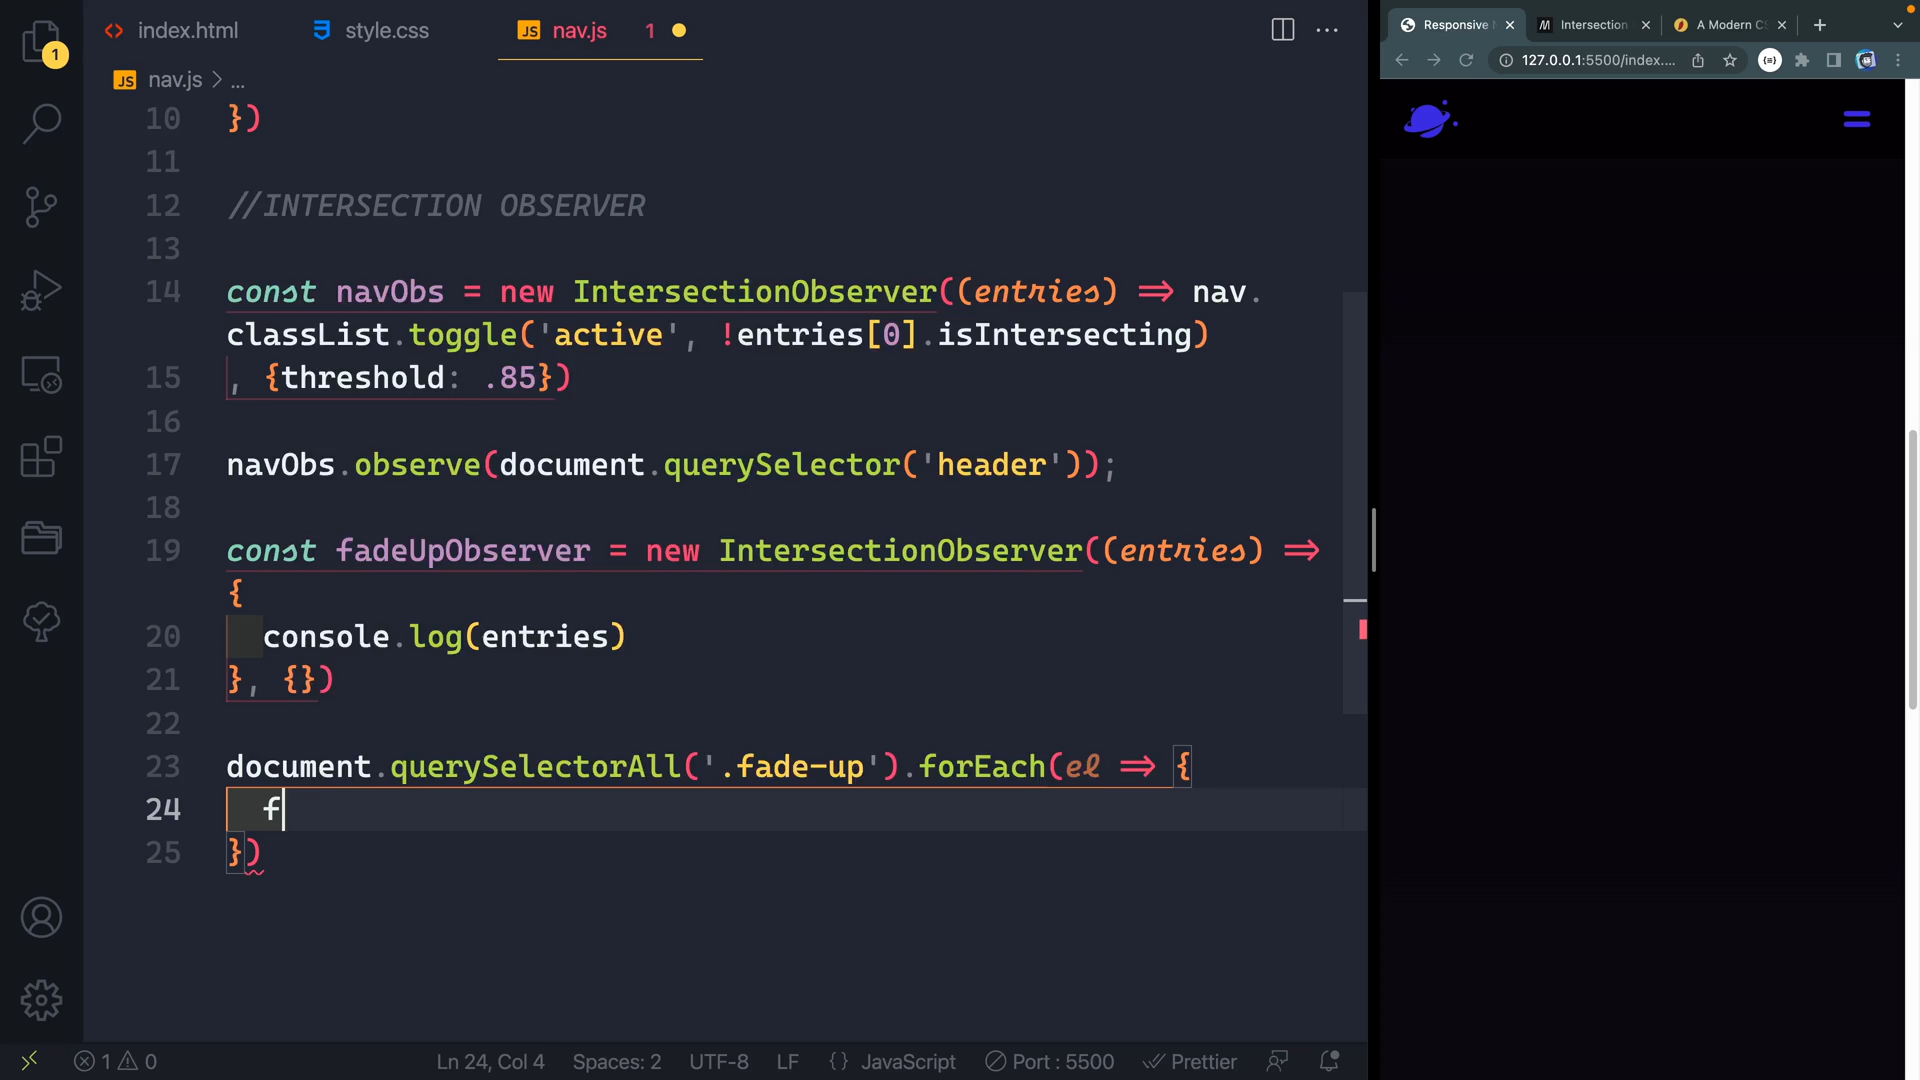 index.html
style.css
nav.js 1
Responsive
Intersection
A Modern CS
1
JS nav.js > ...
127.0.0.1:5500/index....
10 })
11
12 //INTERSECTION OBSERVER
13
14 const navObs = new IntersectionObserver((entries) => nav.
classList.toggle('active', !entries[0].isIntersecting)
15 , {threshold: .85})
16
17 navObs.observe(document.querySelector('header'));
18
19 const fadeUpObserver = new IntersectionObserver((entries) =>
{
20 console.log(entries)
21 }, {})
22
23 document.querySelectorAll('.fade-up').forEach(el => {
24 f
25 })
1 0
Ln 24, Col 4
Spaces: 2
UTF-8
LF
{} JavaScript
Port : 5500
Prettier